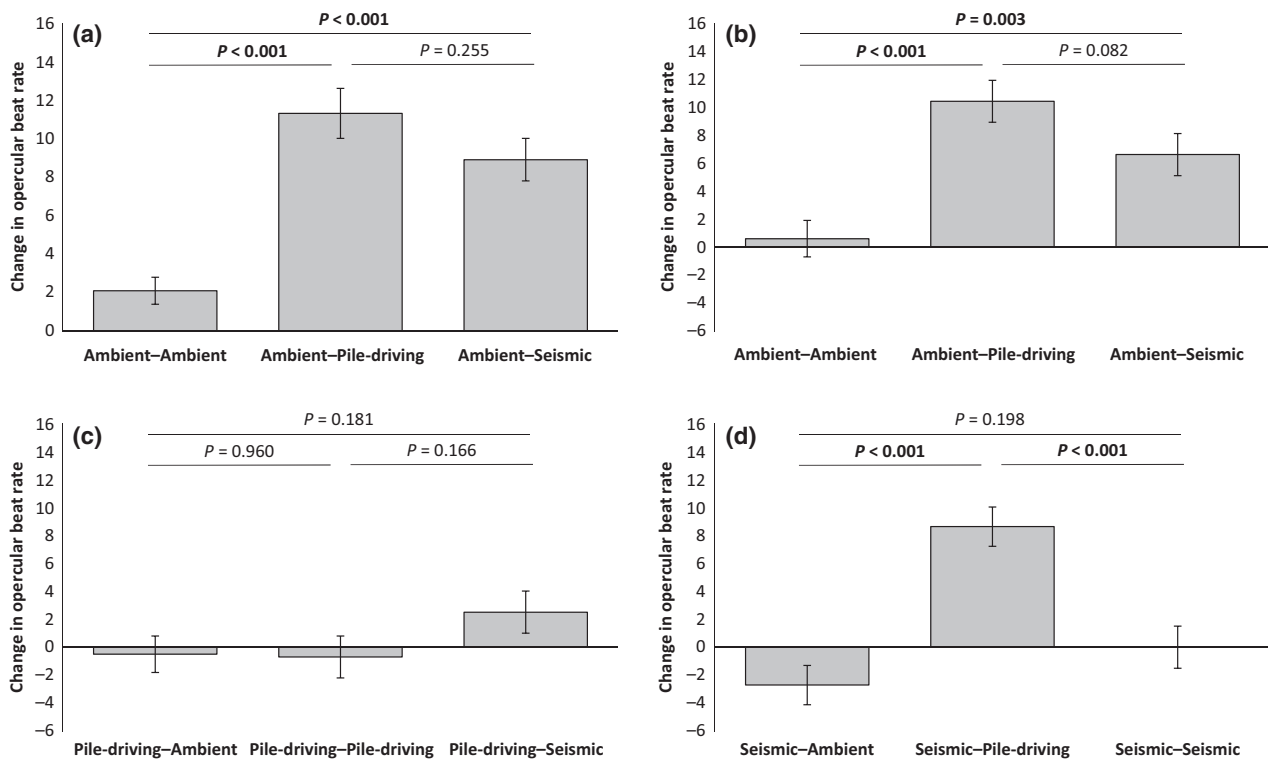 (a)
P < 0.001
P < 0.001
P = 0.255
Change in opercular beat rate
16
14
12
10
8
6
4
2
0
Ambient–Ambient
Ambient–Pile-driving
Ambient–Seismic
(b)
P = 0.003
P < 0.001
P = 0.082
Change in opercular beat rate
16
14
12
10
8
6
4
2
0
–2
–4
–6
Ambient–Ambient
Ambient–Pile-driving
Ambient–Seismic
(c)
P = 0.181
P = 0.960
P = 0.166
Change in opercular beat rate
16
14
12
10
8
6
4
2
0
–2
–4
–6
Pile-driving–Ambient
Pile-driving–Pile-driving
Pile-driving–Seismic
(d)
P = 0.198
P < 0.001
P < 0.001
Change in opercular beat rate
16
14
12
10
8
6
4
2
0
–2
–4
–6
Seismic–Ambient
Seismic–Pile-driving
Seismic–Seismic